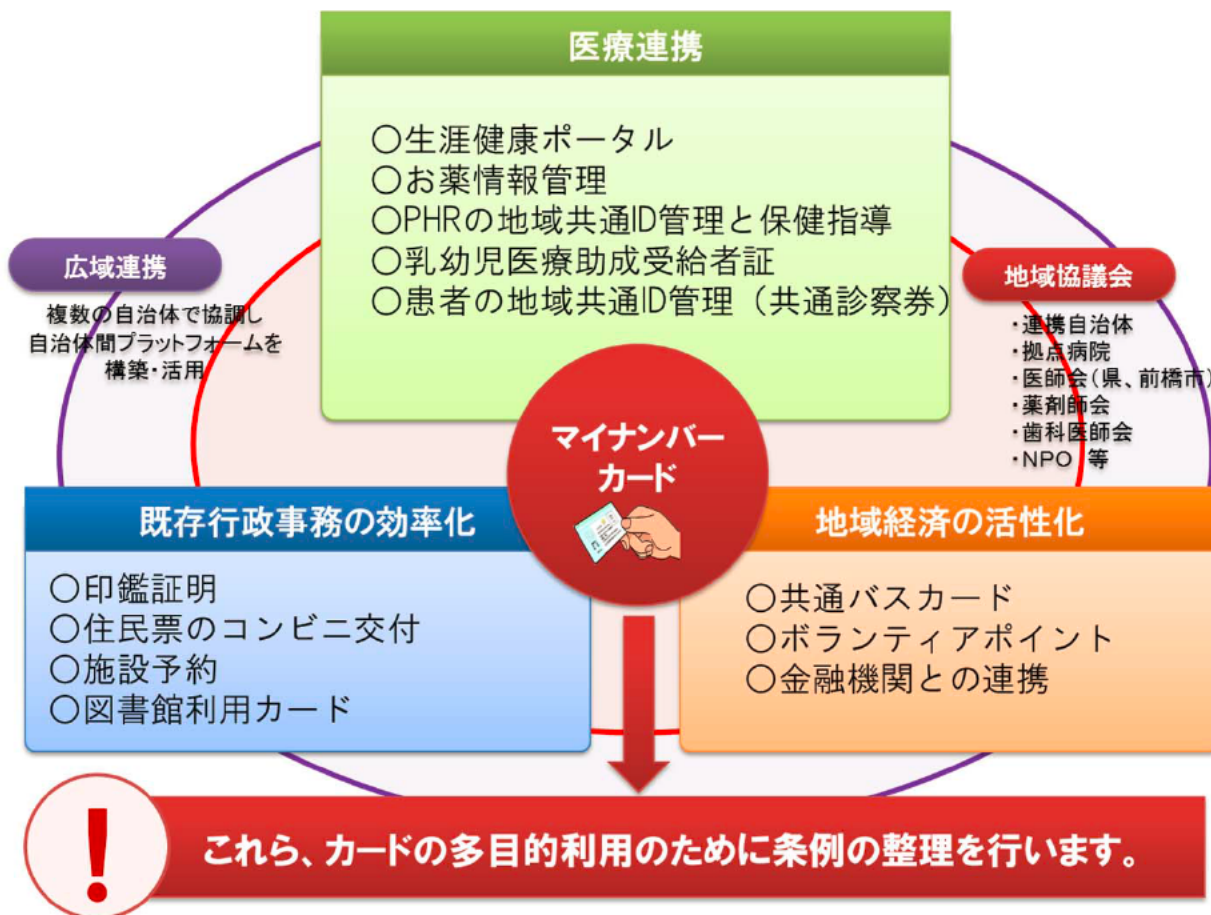 医療連携
○生涯健康ポータル
○お薬情報管理
○PHRの地域共通ID管理と保健指導
○乳幼児医療助成受給者証
○患者の地域共通ID管理（共通診察券）
広域連携
複数の自治体で協調し
自治体間プラットフォームを
構築・活用
地域協議会
・連携自治体
・拠点病院
・医師会（県、前橋市）
・薬剤師会
・歯科医師会
・NPO 等
マイナンバー
カード
既存行政事務の効率化
○印鑑証明
○住民票のコンビニ交付
○施設予約
○図書館利用カード
地域経済の活性化
○共通バスカード
○ボランティアポイント
○金融機関との連携
!
これら、カードの多目的利用のために条例の整理を行います。